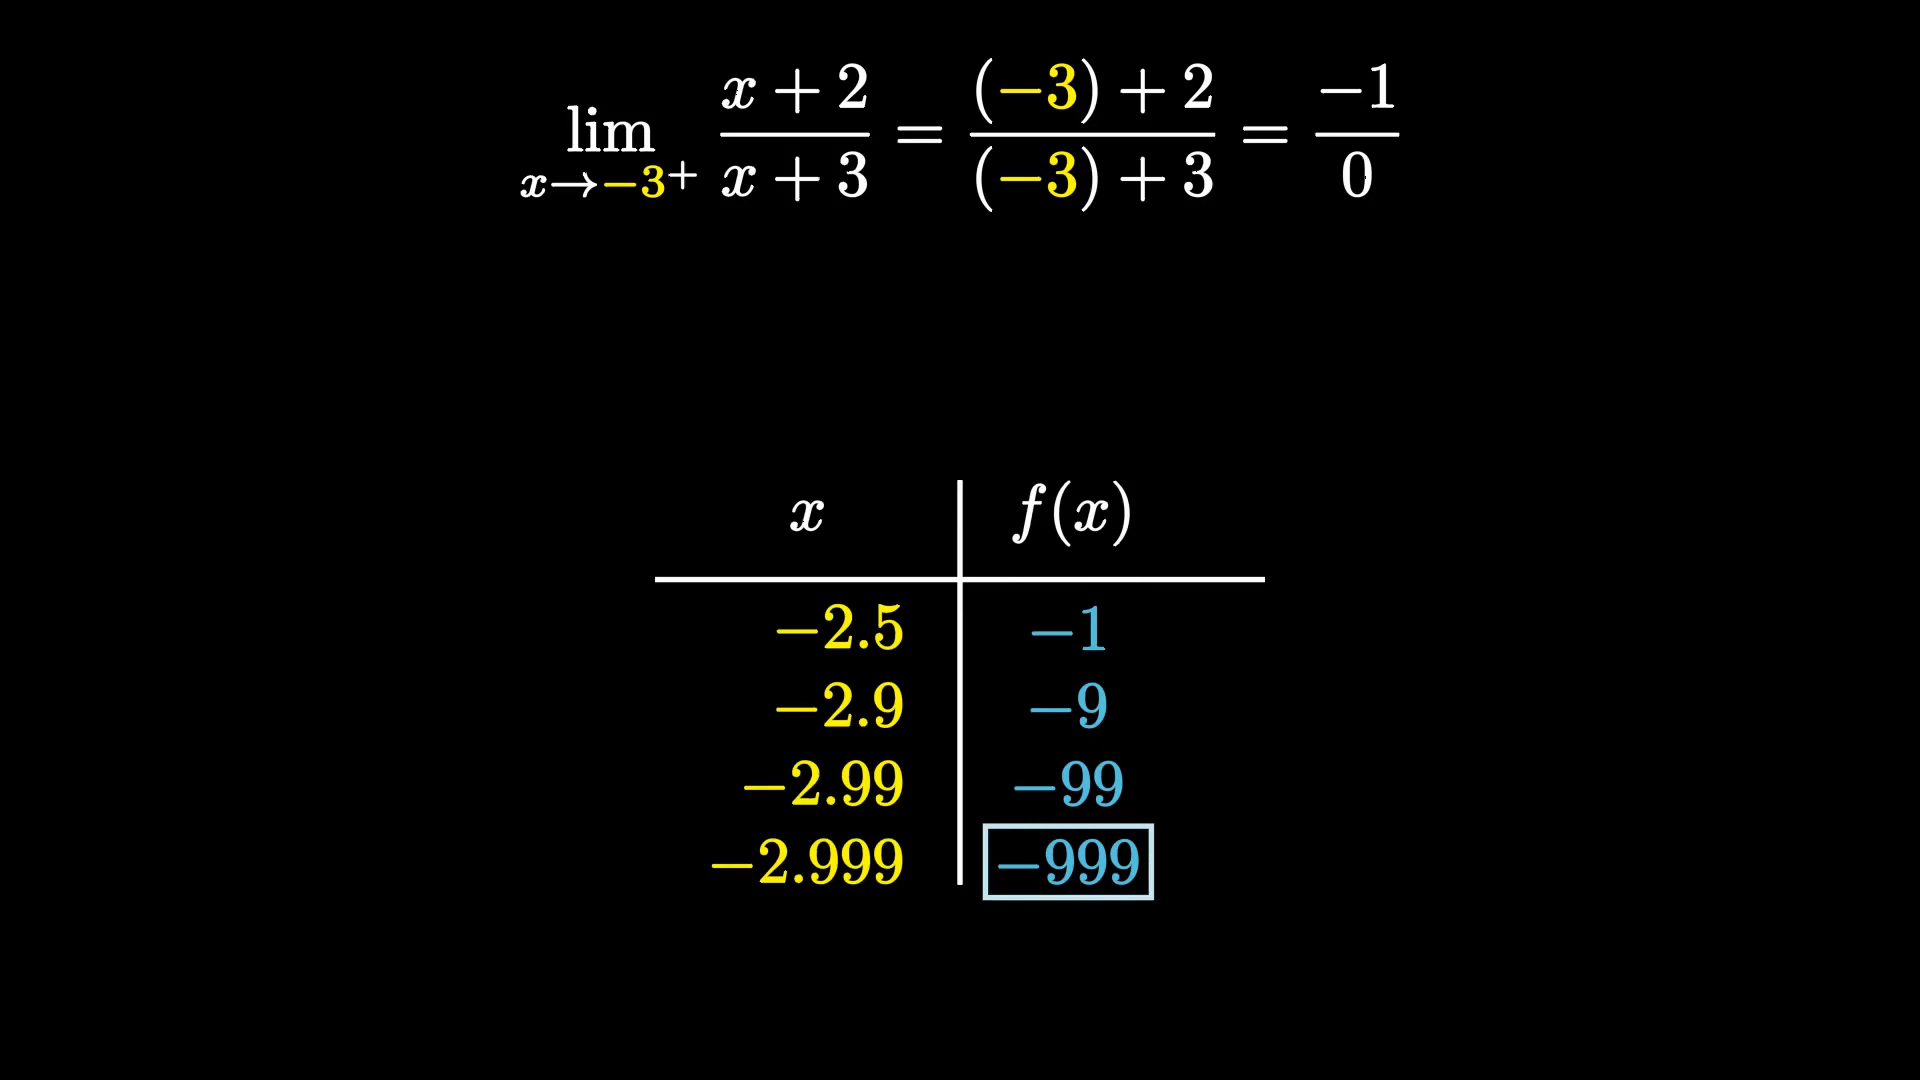 lim x→−3⁺ (x + 2)/(x + 3) = ((−3) + 2)/((−3) + 3) = −1/0
x f(x)
−2.5 −1
−2.9 −9
−2.99 −99
−2.999 −999